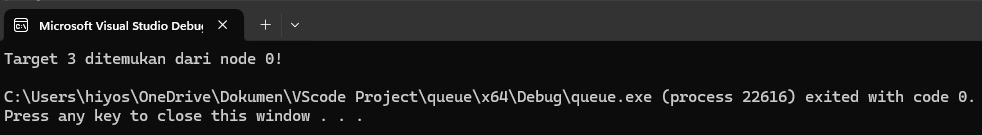 Microsoft Visual Studio Debug
Target 3 ditemukan dari node 0!
C:\Users\hiyos\OneDrive\Dokumen\VScode Project\queue\x64\Debug\queue.exe (process 22616) exited with code 0.
Press any key to close this window . . .